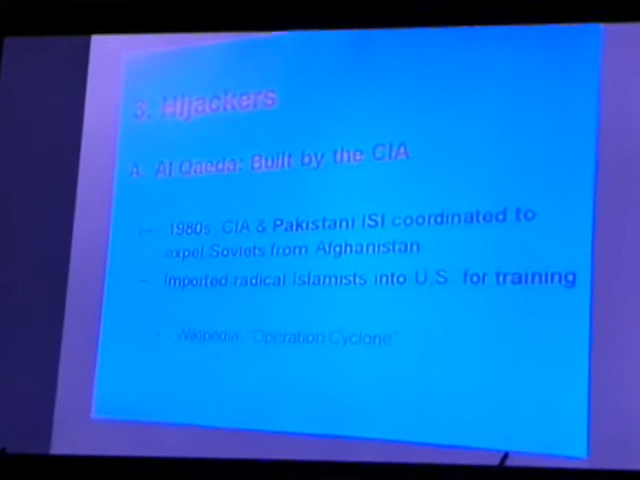 3. Hijackers
A. Al Qaeda: Built by the CIA
– 1980s: CIA & Pakistani ISI coordinated to
expel Soviets from Afghanistan
– Imported radical Islamists into U.S. for training
• Wikipedia: "Operation Cyclone"